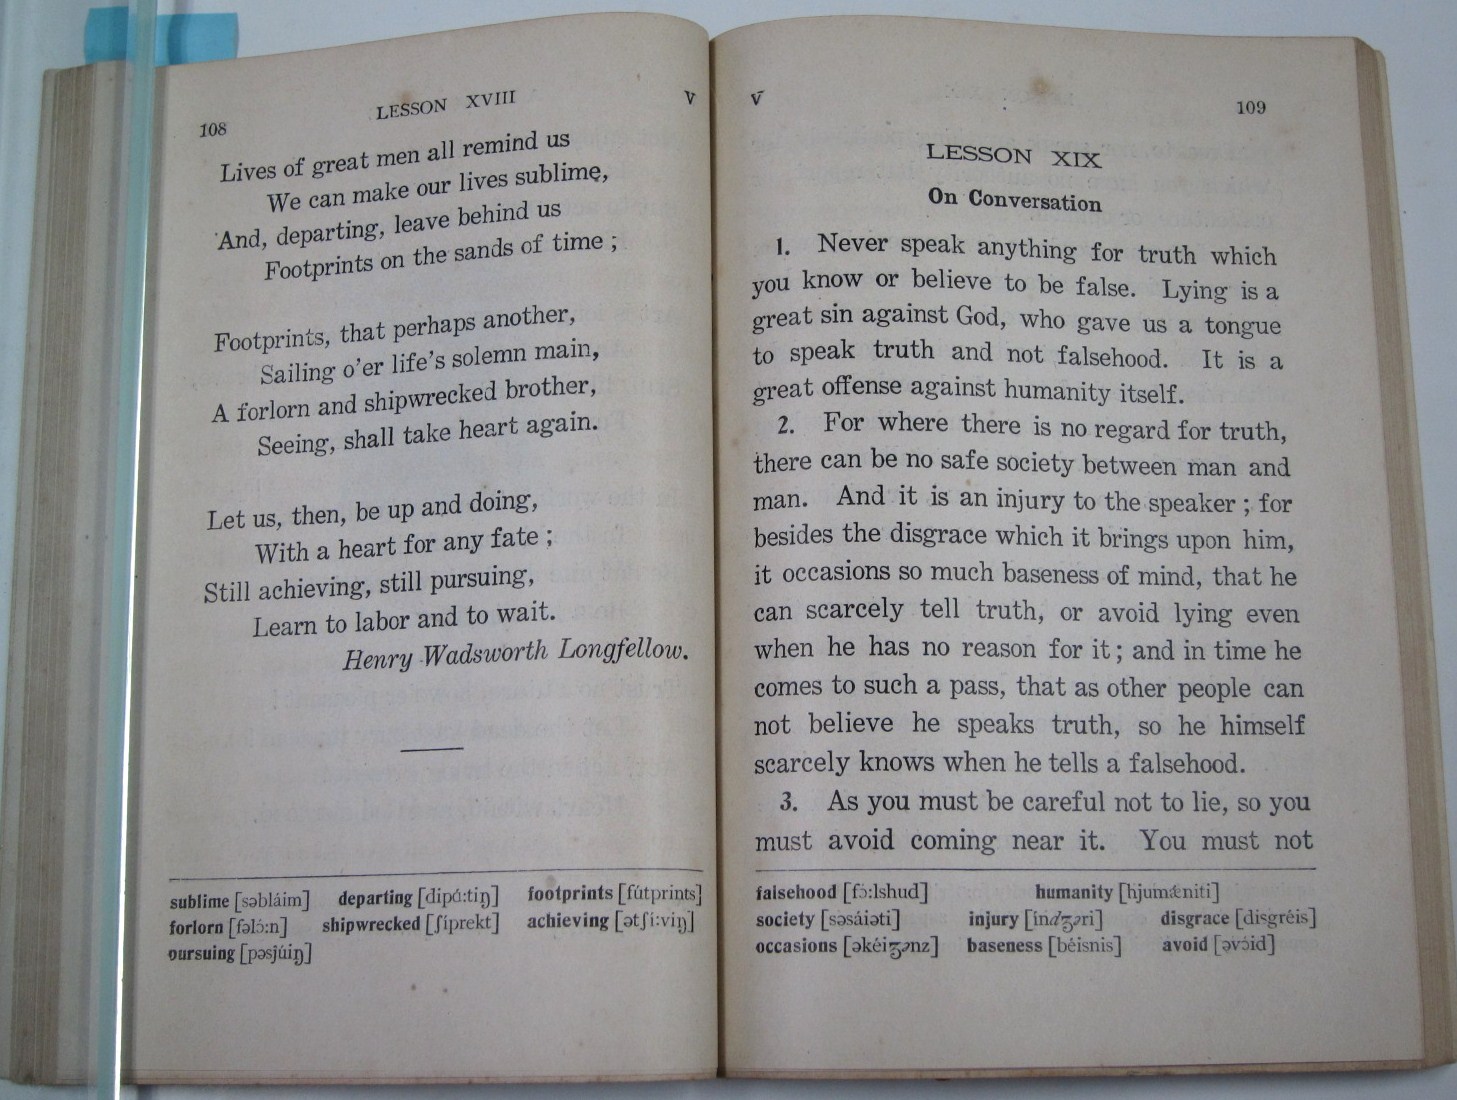 108
LESSON XVIII
V
Lives of great men all remind us
We can make our lives sublime,
And, departing, leave behind us
Footprints on the sands of time ;
Footprints, that perhaps another,
Sailing o'er life's solemn main,
A forlorn and shipwrecked brother,
Seeing, shall take heart again.
Let us, then, be up and doing,
With a heart for any fate ;
Still achieving, still pursuing,
Learn to labor and to wait.
Henry Wadsworth Longfellow.
sublime [səbláim] departing [dipá:tiŋ] footprints [fútprints]
forlorn [fəlɔ́:n] shipwrecked [ʃíprekt] achieving [ətʃí:viŋ]
pursuing [pəsjúiŋ]
V
109
LESSON XIX
On Conversation
1. Never speak anything for truth which
you know or believe to be false. Lying is a
great sin against God, who gave us a tongue
to speak truth and not falsehood. It is a
great offense against humanity itself.
2. For where there is no regard for truth,
there can be no safe society between man and
man. And it is an injury to the speaker ; for
besides the disgrace which it brings upon him,
it occasions so much baseness of mind, that he
can scarcely tell truth, or avoid lying even
when he has no reason for it ; and in time he
comes to such a pass, that as other people can
not believe he speaks truth, so he himself
scarcely knows when he tells a falsehood.
3. As you must be careful not to lie, so you
must avoid coming near it. You must not
falsehood [fɔ́:lshud] humanity [hjumǽniti]
society [səsáiəti] injury [índʒəri] disgrace [disgréis]
occasions [əkéiʒənz] baseness [béisnis] avoid [əvɔ́id]